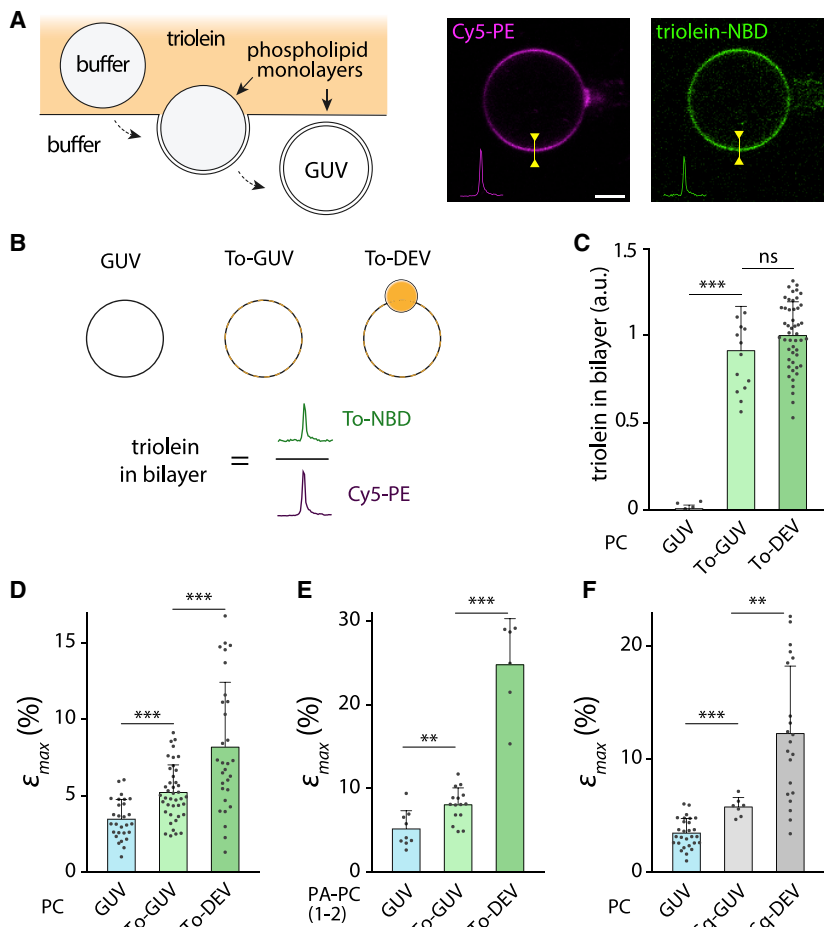 A
triolein
buffer
phospholipid
monolayers
buffer
GUV
Cy5-PE
triolein-NBD
B
GUV
To-GUV
To-DEV
triolein
in bilayer
=
To-NBD
Cy5-PE
C
triolein in bilayer (a.u.)
1.5
1
0.5
0
***
ns
PC
GUV
To-GUV
To-DEV
D
εmax (%)
15
10
5
0
***
***
PC
GUV
To-GUV
To-DEV
E
εmax (%)
30
20
10
0
**
***
PA-PC
(1-2)
GUV
To-GUV
To-DEV
F
εmax (%)
20
10
0
***
**
PC
GUV
Sq-GUV
Sq-DEV